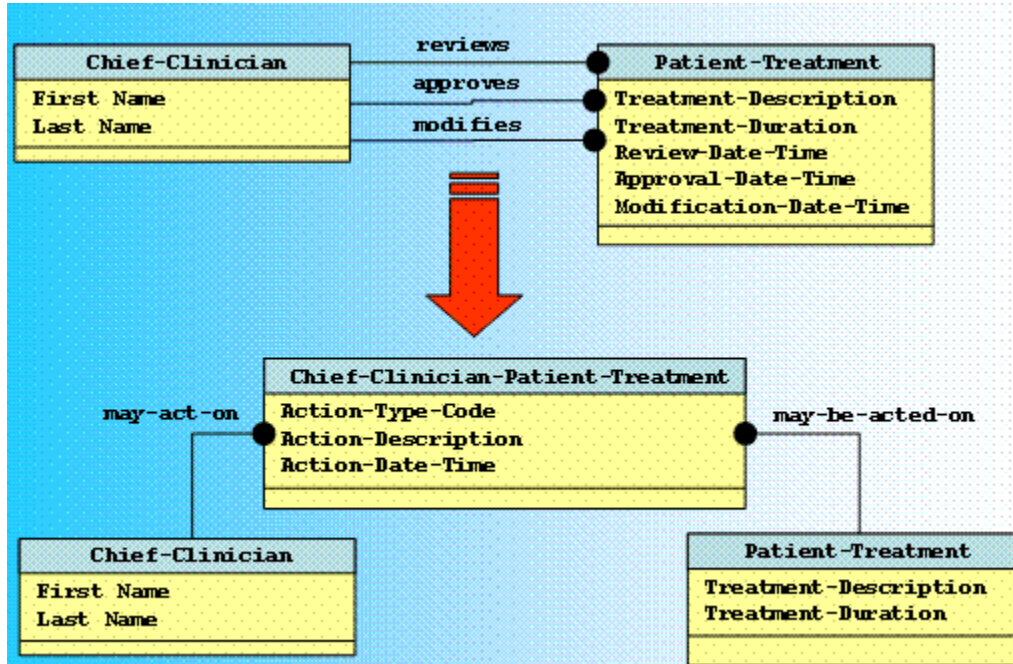 reviews
Chief-Clinician
Patient-Treatment
approves
First Name
Treatment-Description
Last Name
modifies
Treatment-Duration
Review-Date-Time
Approval-Date-Time
Modification-Date-Time
Chief-Clinician-Patient-Treatment
may-act-on
Action-Type-Code
may-be-acted-on
Action-Description
Action-Date-Time
Chief-Clinician
First Name
Last Name
Patient-Treatment
Treatment-Description
Treatment-Duration